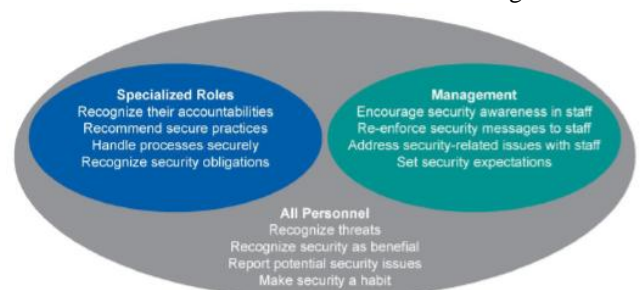 Specialized Roles
Recognize their accountabilities
Recommend secure practices
Handle processes securely
Recognize security obligations
Management
Encourage security awareness in staff
Re-enforce security messages to staff
Address security-related issues with staff
Set security expectations
All Personnel
Recognize threats
Recognize security as benefial
Report potential security issues
Make security a habit